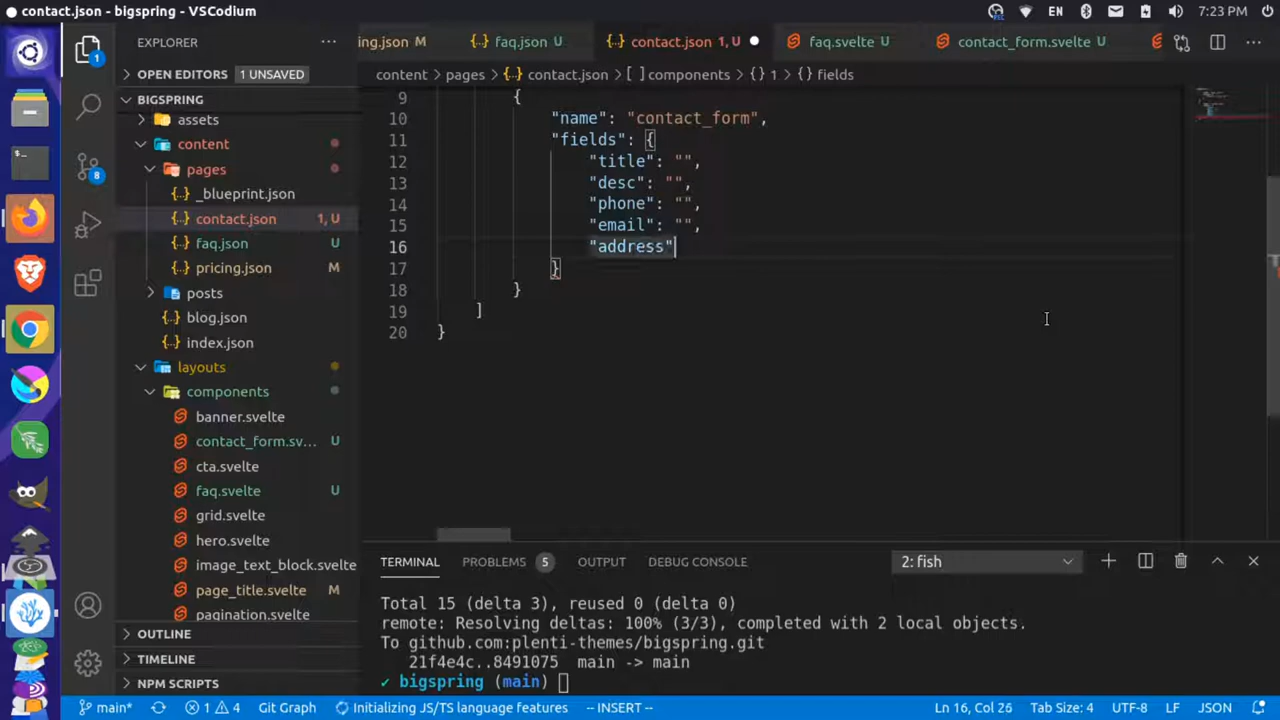 contact.json - bigspring - VSCodium
EN
7:23 PM
EXPLORER
ing.json M
faq.json U
contact.json 1, U
faq.svelte U
contact_form.svelte U
OPEN EDITORS 1 UNSAVED
content > pages > contact.json > [ ] components > {} 1 > {} fields
BIGSPRING
assets
content
pages
_blueprint.json
contact.json 1, U
faq.json U
pricing.json M
posts
blog.json
index.json
layouts
components
banner.svelte
contact_form.sv... U
cta.svelte
faq.svelte U
grid.svelte
hero.svelte
image_text_block.svelte
page_title.svelte M
pagination.svelte
OUTLINE
TIMELINE
NPM SCRIPTS
1
8
9 {
10 "name": "contact_form",
11 "fields": {
12 "title": "",
13 "desc": "",
14 "phone": "",
15 "email": "",
16 "address"
17 }
18 }
19 ]
20 }
TERMINAL PROBLEMS 5 OUTPUT DEBUG CONSOLE 2: fish
Total 15 (delta 3), reused 0 (delta 0)
remote: Resolving deltas: 100% (3/3), completed with 2 local objects.
To github.com:plenti-themes/bigspring.git
21f4e4c..8491075 main -> main
✓ bigspring (main)
main* 1 4 Git Graph Initializing JS/TS language features -- INSERT -- Ln 16, Col 26 Tab Size: 4 UTF-8 LF JSON